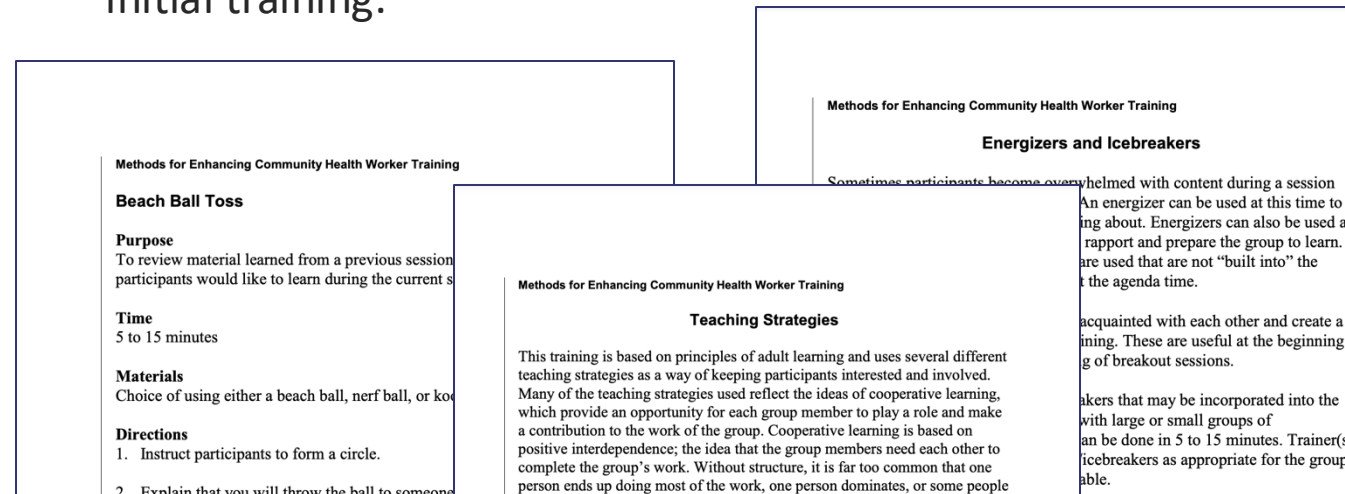 initial training.
Methods for Enhancing Community Health Worker Training
Beach Ball Toss
Purpose
To review material learned from a previous session
participants would like to learn during the current
Time
5 to 15 minutes
Materials
Choice of using either a beach ball, nerf ball, or
Directions
1. Instruct participants to form a circle.
2. Explain that you will throw the ball to someone
Methods for Enhancing Community Health Worker Training
Teaching Strategies
This training is based on principles of adult learning and uses several different
teaching strategies as a way of keeping participants interested and involved.
Many of the teaching strategies used reflect the ideas of cooperative learning,
which provide an opportunity for each group member to play a role and make
a contribution to the work of the group. Cooperative learning is based on
positive interdependence; the idea that the group members need each other to
complete the group's work. Without structure, it is far too common that one
person ends up doing most of the work, one person dominates, or some people
Methods for Enhancing Community Health Worker Training
Energizers and Icebreakers
Sometimes participants become overwhelmed with content during a session
An energizer can be used at this time to
about. Energizers can also be used
rapport and prepare the group to learn.
are used that are not “built into” the
the agenda time.
acquainted with each other and create a
These are useful at the beginning
of breakout sessions.
that may be incorporated into the
with large or small groups of
can be done in 5 to 15 minutes.
icebreakers as appropriate for the group